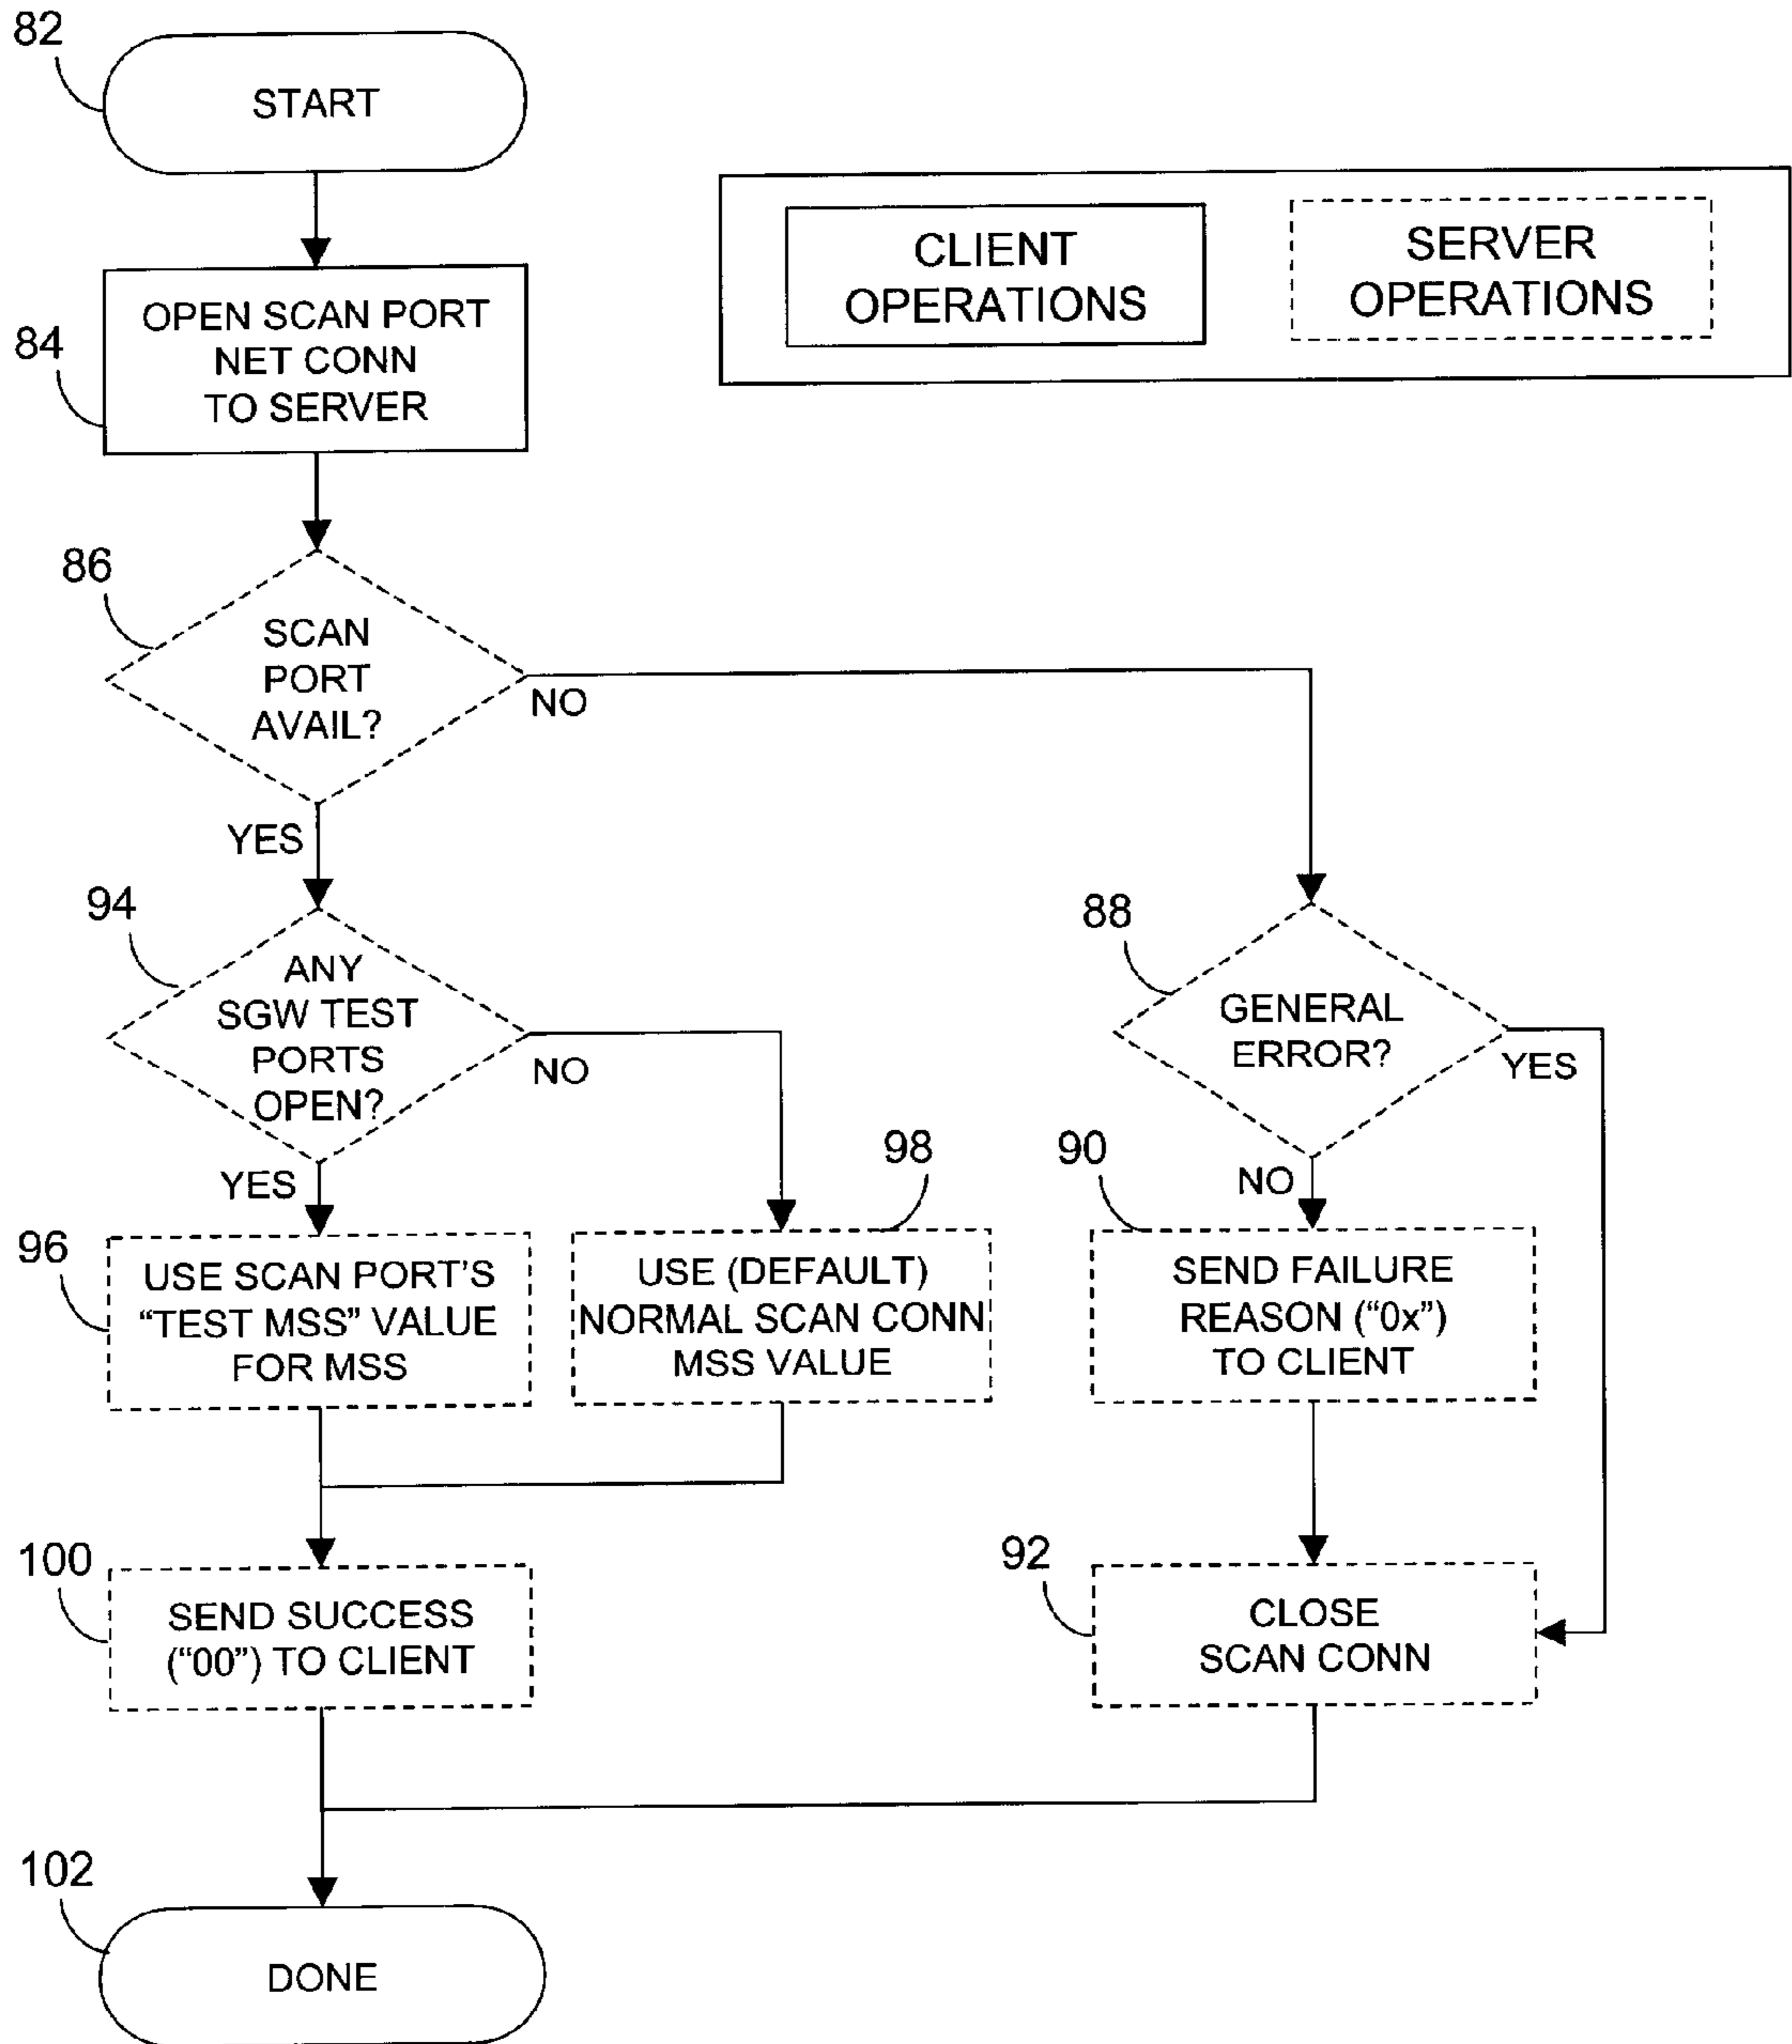 82
START
CLIENT
OPERATIONS
SERVER
OPERATIONS
84
OPEN SCAN PORT
NET CONN
TO SERVER
86
SCAN
PORT
AVAIL?
NO
YES
94
ANY
SGW TEST
PORTS
OPEN?
NO
YES
88
GENERAL
ERROR?
YES
NO
96
USE SCAN PORT'S
“TEST MSS” VALUE
FOR MSS
98
USE (DEFAULT)
NORMAL SCAN CONN
MSS VALUE
90
SEND FAILURE
REASON (“0x”)
TO CLIENT
100
SEND SUCCESS
(“00”) TO CLIENT
92
CLOSE
SCAN CONN
102
DONE